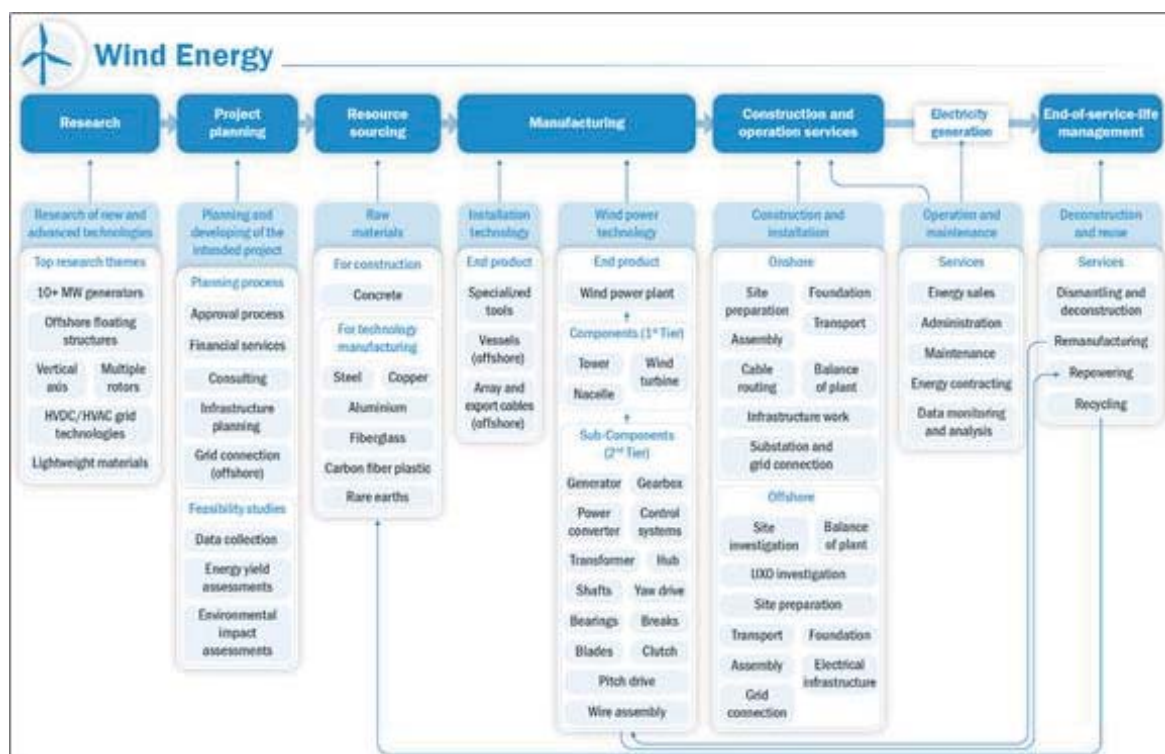 Wind Energy
Research
Project
planning
Resource
sourcing
Manufacturing
Construction and
operation services
Electricity
generation
End-of-service-life
management
Research of new and
advanced technologies
Top research themes
10+ MW generators
Offshore floating
structures
Vertical
axis
Multiple
rotors
HVDC/HVAC grid
technologies
Lightweight materials
Planning and
developing of the
intended project
Planning process
Approval process
Financial services
Consulting
Infrastructure
planning
Grid connection
(offshore)
Feasibility studies
Data collection
Energy yield
assessments
Environmental
impact
assessments
Raw
materials
For construction
Concrete
For technology
manufacturing
Steel
Copper
Aluminium
Fiberglass
Carbon fiber plastic
Rare earths
Installation
technology
End product
Specialized
tools
Vessels
(offshore)
Array and
export cables
(offshore)
Wind power
technology
End product
Wind power plant
Components (1st Tier)
Tower
Wind
turbine
Nacelle
Sub-Components
(2nd Tier)
Generator
Gearbox
Power
converter
Control
systems
Transformer
Hub
Shafts
Yaw drive
Bearings
Breaks
Blades
Clutch
Pitch drive
Wire assembly
Construction and
installation
Onshore
Site
preparation
Foundation
Transport
Assembly
Cable
routing
Balance
of plant
Infrastructure work
Substation and
grid connection
Offshore
Site
investigation
Balance
of plant
UXO investigation
Site preparation
Transport
Foundation
Assembly
Electrical
infrastructure
Grid
connection
Operation and
maintenance
Services
Energy sales
Administration
Maintenance
Energy contracting
Data monitoring
and analysis
Deconstruction
and reuse
Services
Dismantling and
deconstruction
Remanufacturing
Repowering
Recycling